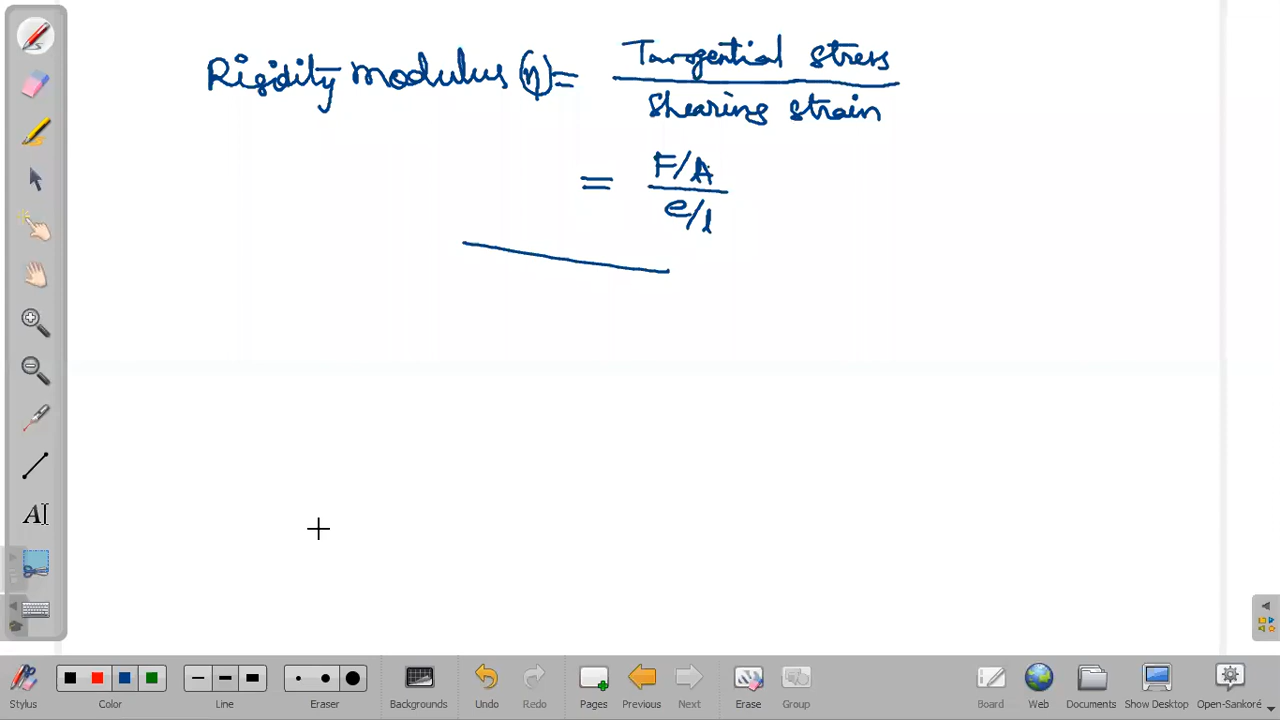 Rigidity modulus (η) = Tangential stress / shearing strain
= F/A / e/l
A
Stylus Color Line Eraser Backgrounds Undo Redo Pages Previous Next Erase Group Board Web Documents Show Desktop Open-Sankoré